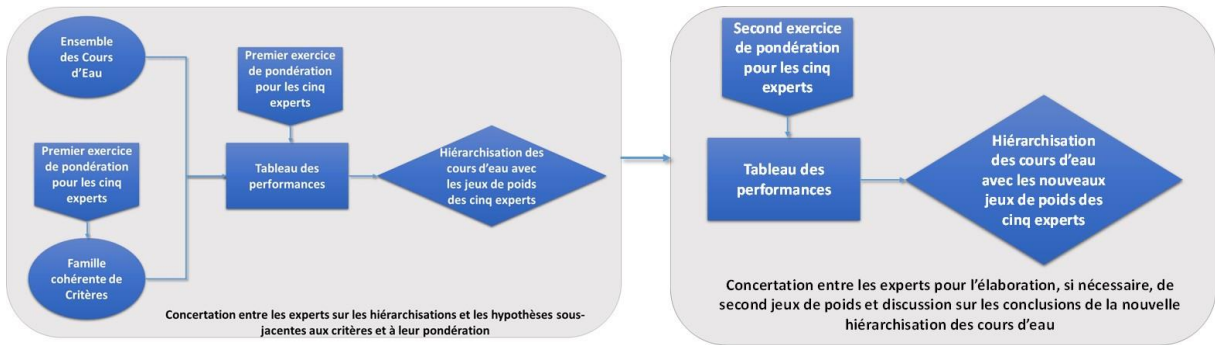 Ensemble
des Cours
d'Eau
Premier exercice
de pondération
pour les cinq
experts
Premier exercice
de pondération
pour les cinq
experts
Famille
cohérente de
Critères
Tableau des
performances
Hiérarchisation des
cours d'eau avec
les jeux de poids
des cinq experts
Concertation entre les experts sur les hiérarchisations et les hypothèses sous-
jacentes aux critères et à leur pondération
Second exercice
de pondération
pour les cinq
experts
Tableau des
performances
Hiérarchisation
des cours d'eau
avec les nouveaux
jeux de poids des
cinq experts
Concertation entre les experts pour l'élaboration, si nécessaire, de
second jeux de poids et discussion sur les conclusions de la nouvelle
hiérarchisation des cours d'eau